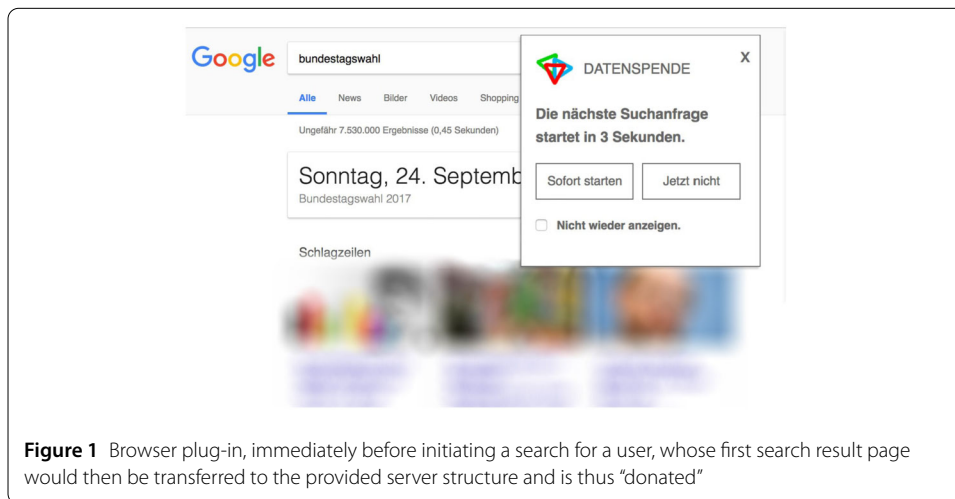 Google
bundestagswahl
Alle News Bilder Videos Shopping
Ungefähr 7.530.000 Ergebnisse (0,45 Sekunden)
Sonntag, 24. Septemb
Bundestagswahl 2017
Schlagzeilen
X
DATENSPENDE
Die nächste Suchanfrage
startet in 3 Sekunden.
Sofort starten Jetzt nicht
Nicht wieder anzeigen.
Figure 1 Browser plug-in, immediately before initiating a search for a user, whose first search result page
would then be transferred to the provided server structure and is thus “donated”